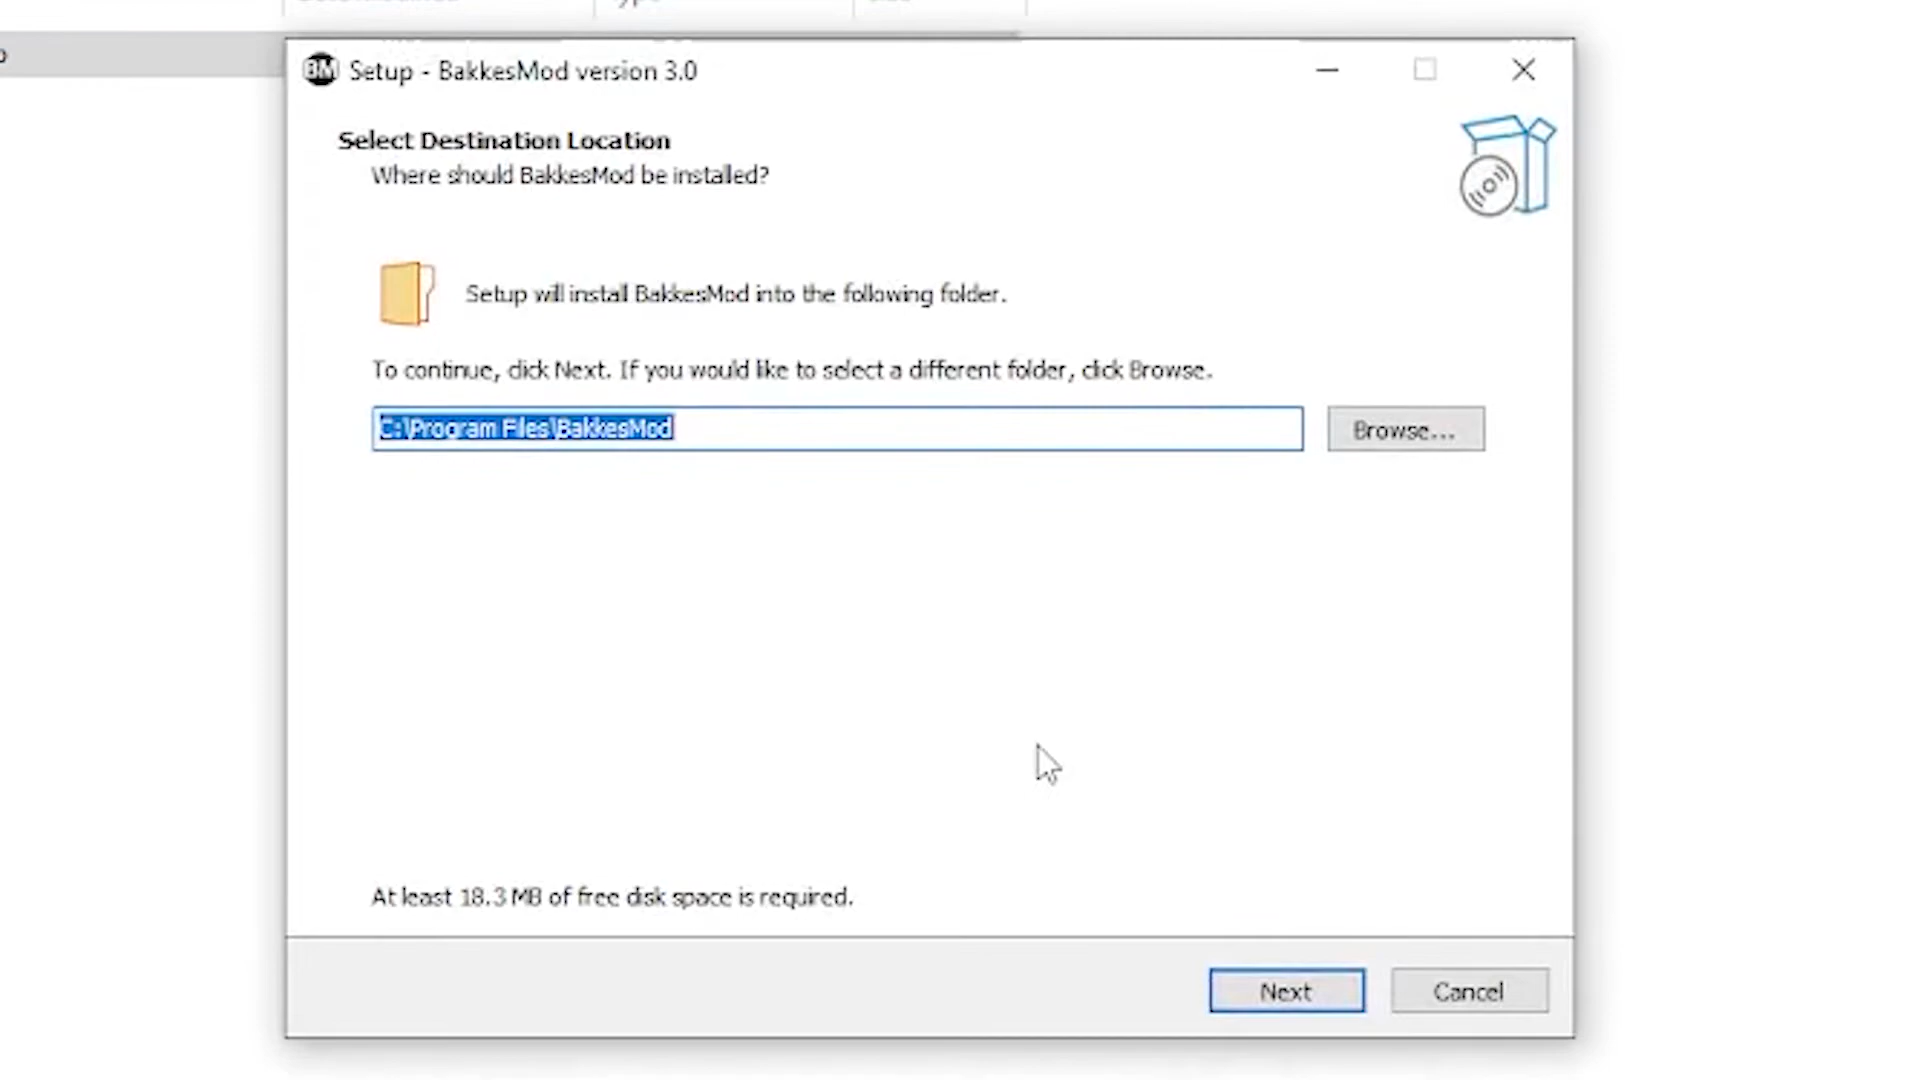 BM Setup - BakkesMod version 3.0
Select Destination Location
Where should BakkesMod be installed?
Setup will install BakkesMod into the following folder.
To continue, click Next. If you would like to select a different folder, click Browse.
C:\Program Files\BakkesMod
Browse...
At least 18.3 MB of free disk space is required.
Next
Cancel